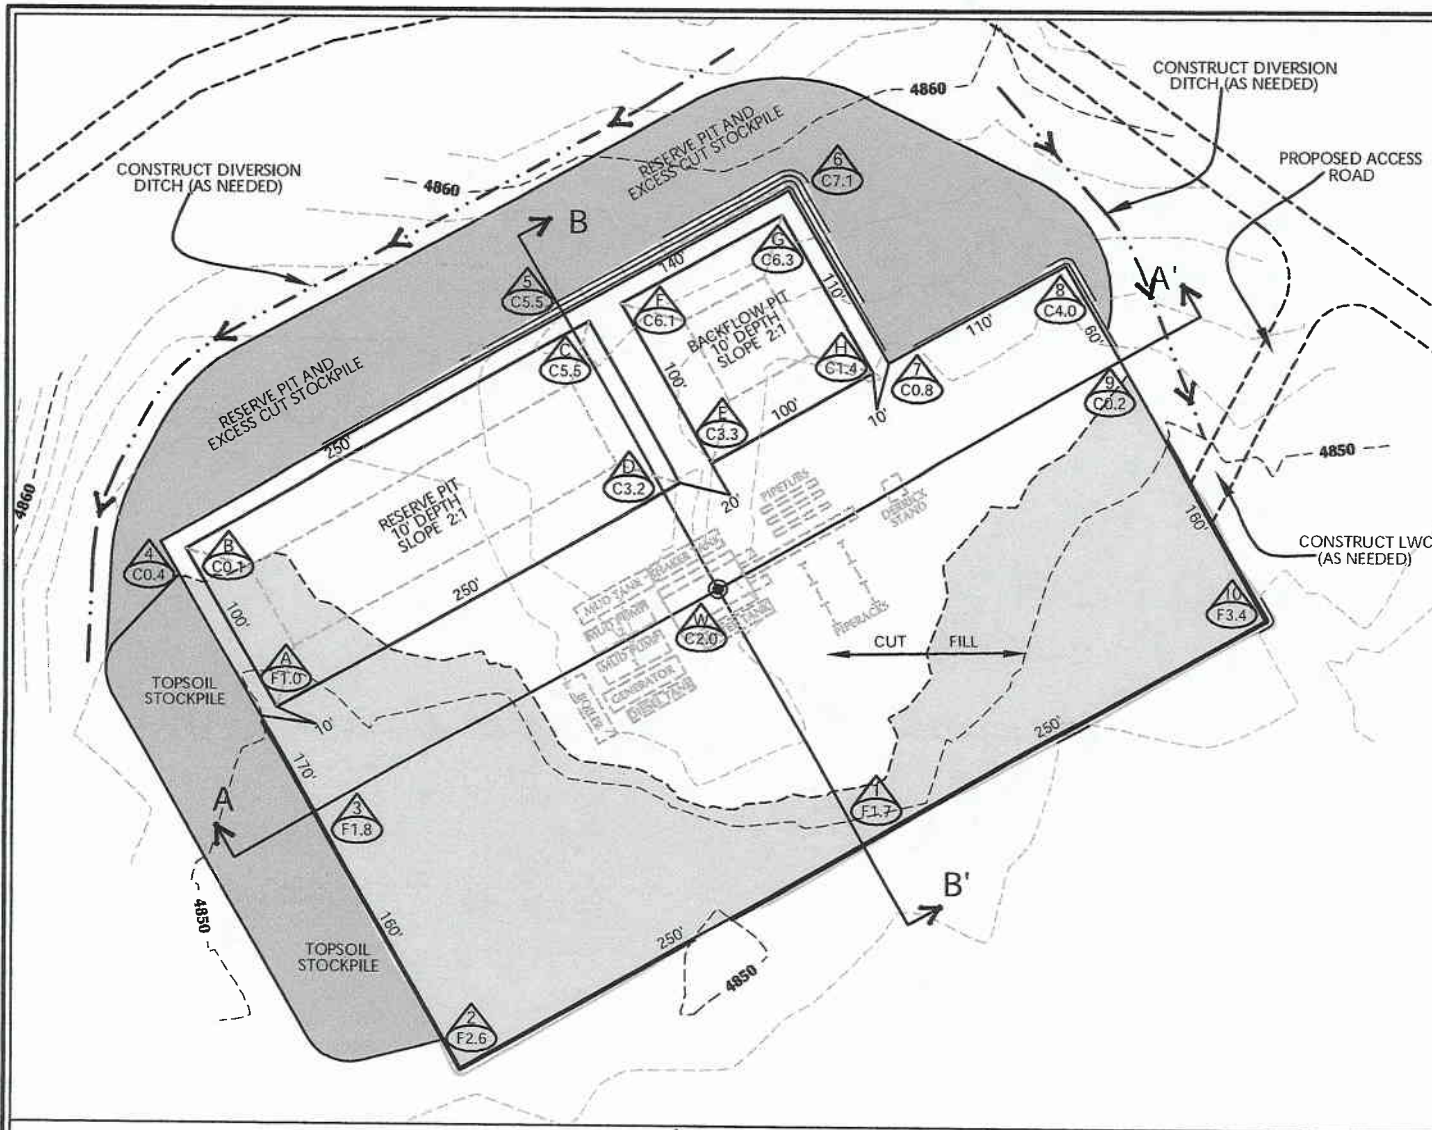 CONSTRUCT DIVERSION
DITCH (AS NEEDED)
4860
CONSTRUCT DIVERSION
DITCH (AS NEEDED)
4860
RESERVE PIT AND
EXCESS CUT STOCKPILE
6
C7.1
PROPOSED ACCESS
ROAD
B
5
C5.5
140'
G
C6.3
A'
8
C4.0
F
C6.1
BACKFLOW PIT
10' DEPTH
SLOPE 2:1
110'
110'
60'
RESERVE PIT AND
EXCESS CUT STOCKPILE
C
C5.5
100'
H
C1.4
7
C0.8
9
C0.2
250'
E
C3.3
100'
10'
4850
4860
D
C3.2
RESERVE PIT
10' DEPTH
SLOPE 2:1
20'
PIPETUBS
DERRICK
STAND
160'
4
C0.4
B
C0.1
CONSTRUCT LWC
(AS NEEDED)
100'
250'
MUD TANK
SHAKER TANK
W
C2.0
PIPERACKS
10
F3.4
CUT
FILL
A
F1.0
MUD PUMP
MUD PUMP
1
GENERATOR
BOILER
TOPSOIL
STOCKPILE
10'
170'
250'
A
3
F1.8
1
F1.7
4850
160'
B'
250'
TOPSOIL
STOCKPILE
4850
2
F2.6